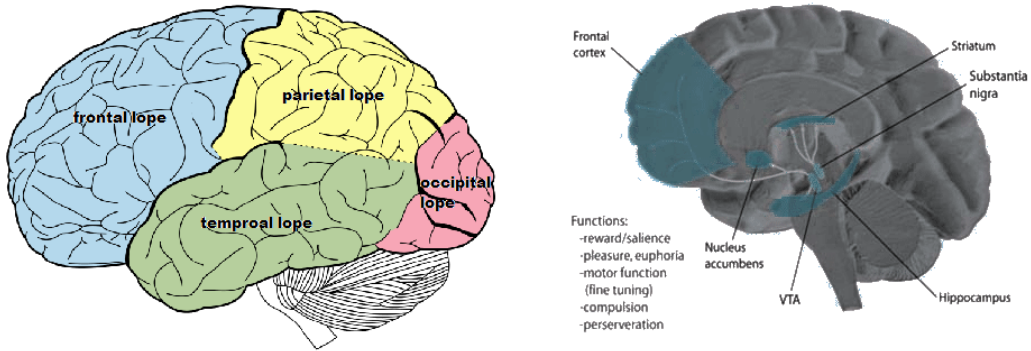 frontal lope
parietal lope
temproal lope
occipital
lope
Frontal
cortex
Striatum
Substantia
nigra
Functions:
-reward/salience
-pleasure, euphoria
-motor function
(fine tuning)
-compulsion
-perserveration
Nucleus
accumbens
VTA
Hippocampus